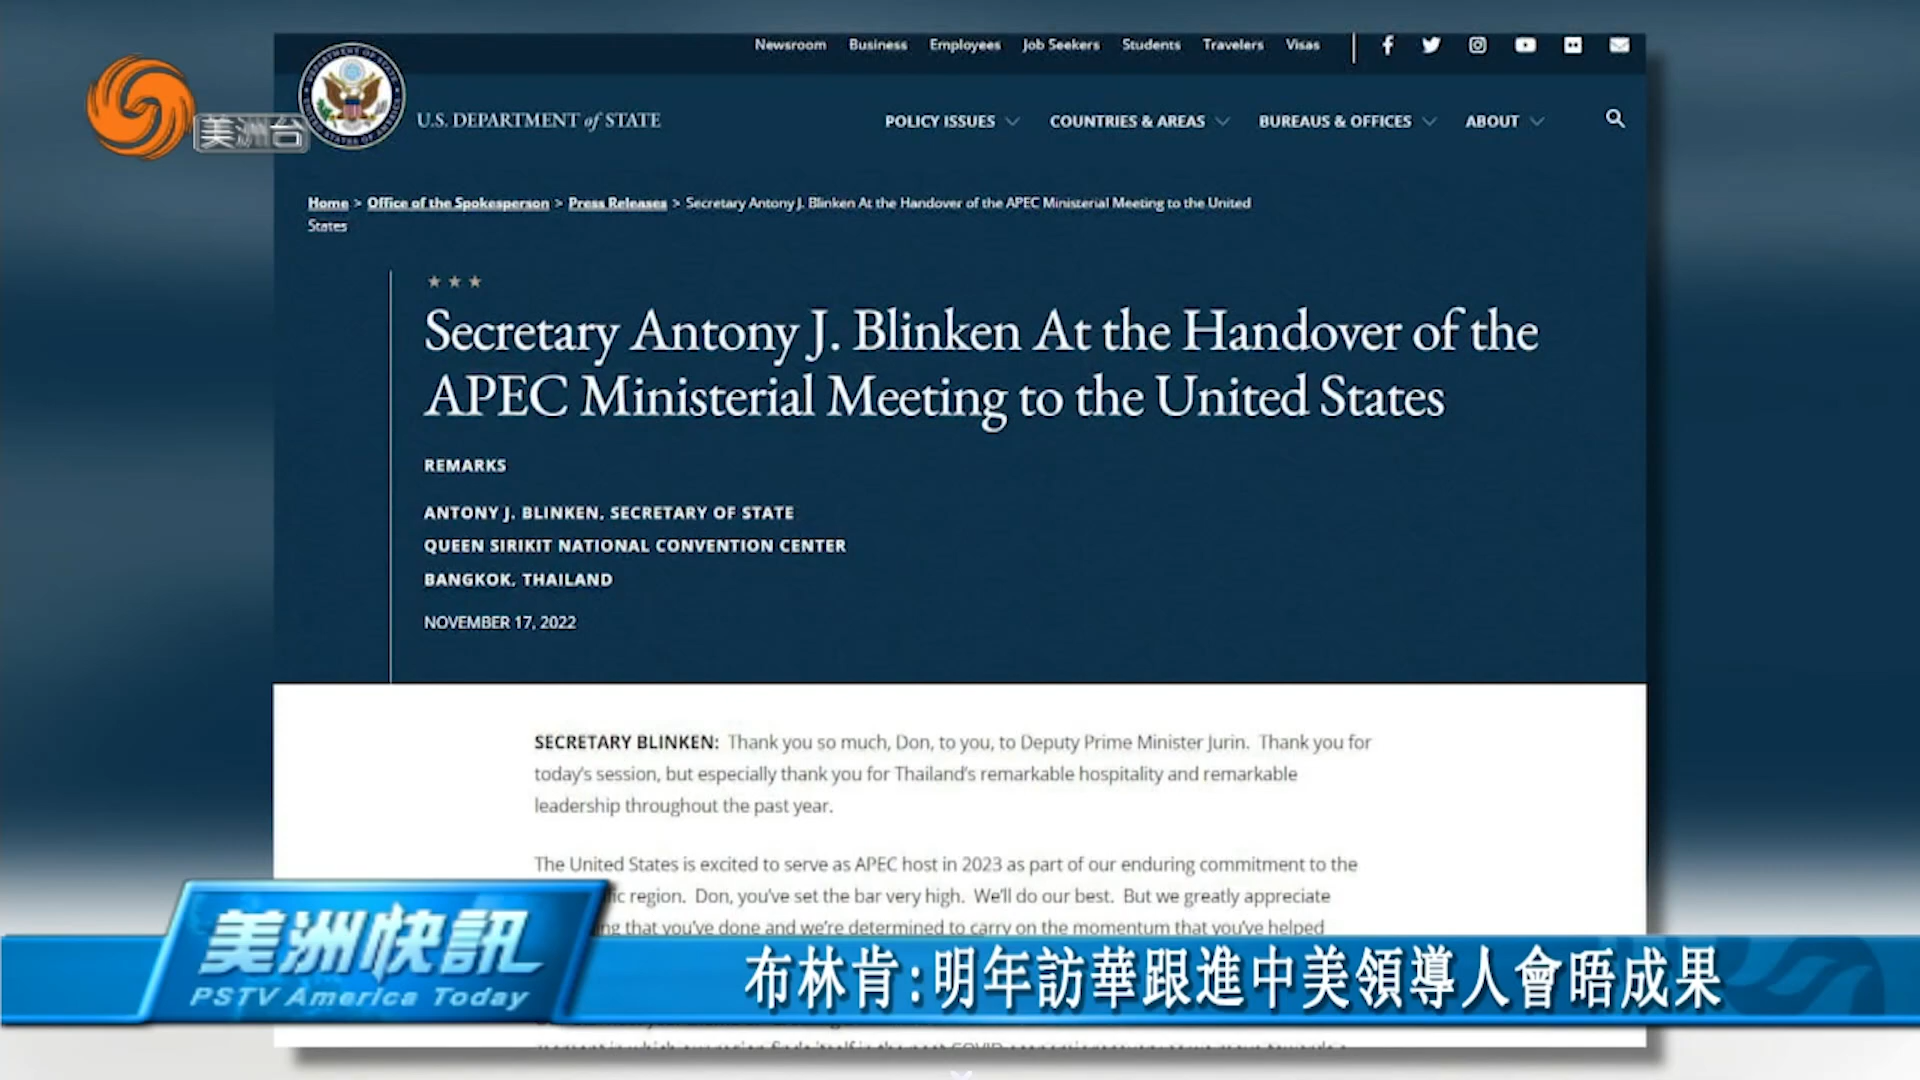 Newsroom Business Employees Job Seekers Students Travelers Visas
美洲台
U.S. DEPARTMENT of STATE
POLICY ISSUES COUNTRIES & AREAS BUREAUS & OFFICES ABOUT
Home > Office of the Spokesperson > Press Releases > Secretary Antony J. Blinken At the Handover of the APEC Ministerial Meeting to the United
States
Secretary Antony J. Blinken At the Handover of the
APEC Ministerial Meeting to the United States
REMARKS
ANTONY J. BLINKEN, SECRETARY OF STATE
QUEEN SIRIKIT NATIONAL CONVENTION CENTER
BANGKOK, THAILAND
NOVEMBER 17, 2022
SECRETARY BLINKEN: Thank you so much, Don, to you, to Deputy Prime Minister Jurin. Thank you for
today's session, but especially thank you for Thailand's remarkable hospitality and remarkable
leadership throughout the past year.
The United States is excited to serve as APEC host in 2023 as part of our enduring commitment to the
region. Don, you've set the bar very high. We'll do our best. But we greatly appreciate
that you've done and we're determined to carry on the momentum that you've helped
美洲快訊
PSTV America Today
布林肯:明年訪華跟進中美領導人會晤成果